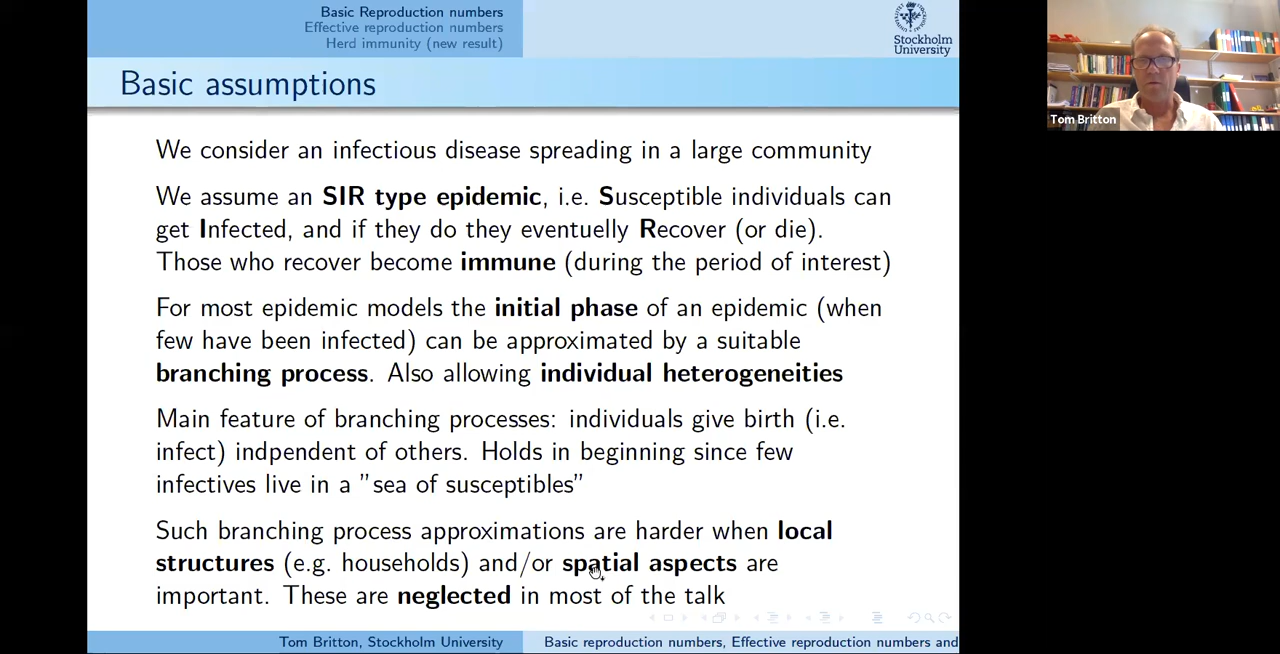 Basic Reproduction numbers
Effective reproduction numbers
Herd immunity (new result)
Stockholm
University
Basic assumptions
We consider an infectious disease spreading in a large community
We assume an SIR type epidemic, i.e. Susceptible individuals can
get Infected, and if they do they eventuelly Recover (or die).
Those who recover become immune (during the period of interest)
For most epidemic models the initial phase of an epidemic (when
few have been infected) can be approximated by a suitable
branching process. Also allowing individual heterogeneities
Main feature of branching processes: individuals give birth (i.e.
infect) indpendent of others. Holds in beginning since few
infectives live in a "sea of susceptibles"
Such branching process approximations are harder when local
structures (e.g. households) and/or spatial aspects are
important. These are neglected in most of the talk
Tom Britton, Stockholm University
Basic reproduction numbers, Effective reproduction numbers and
Tom Britton